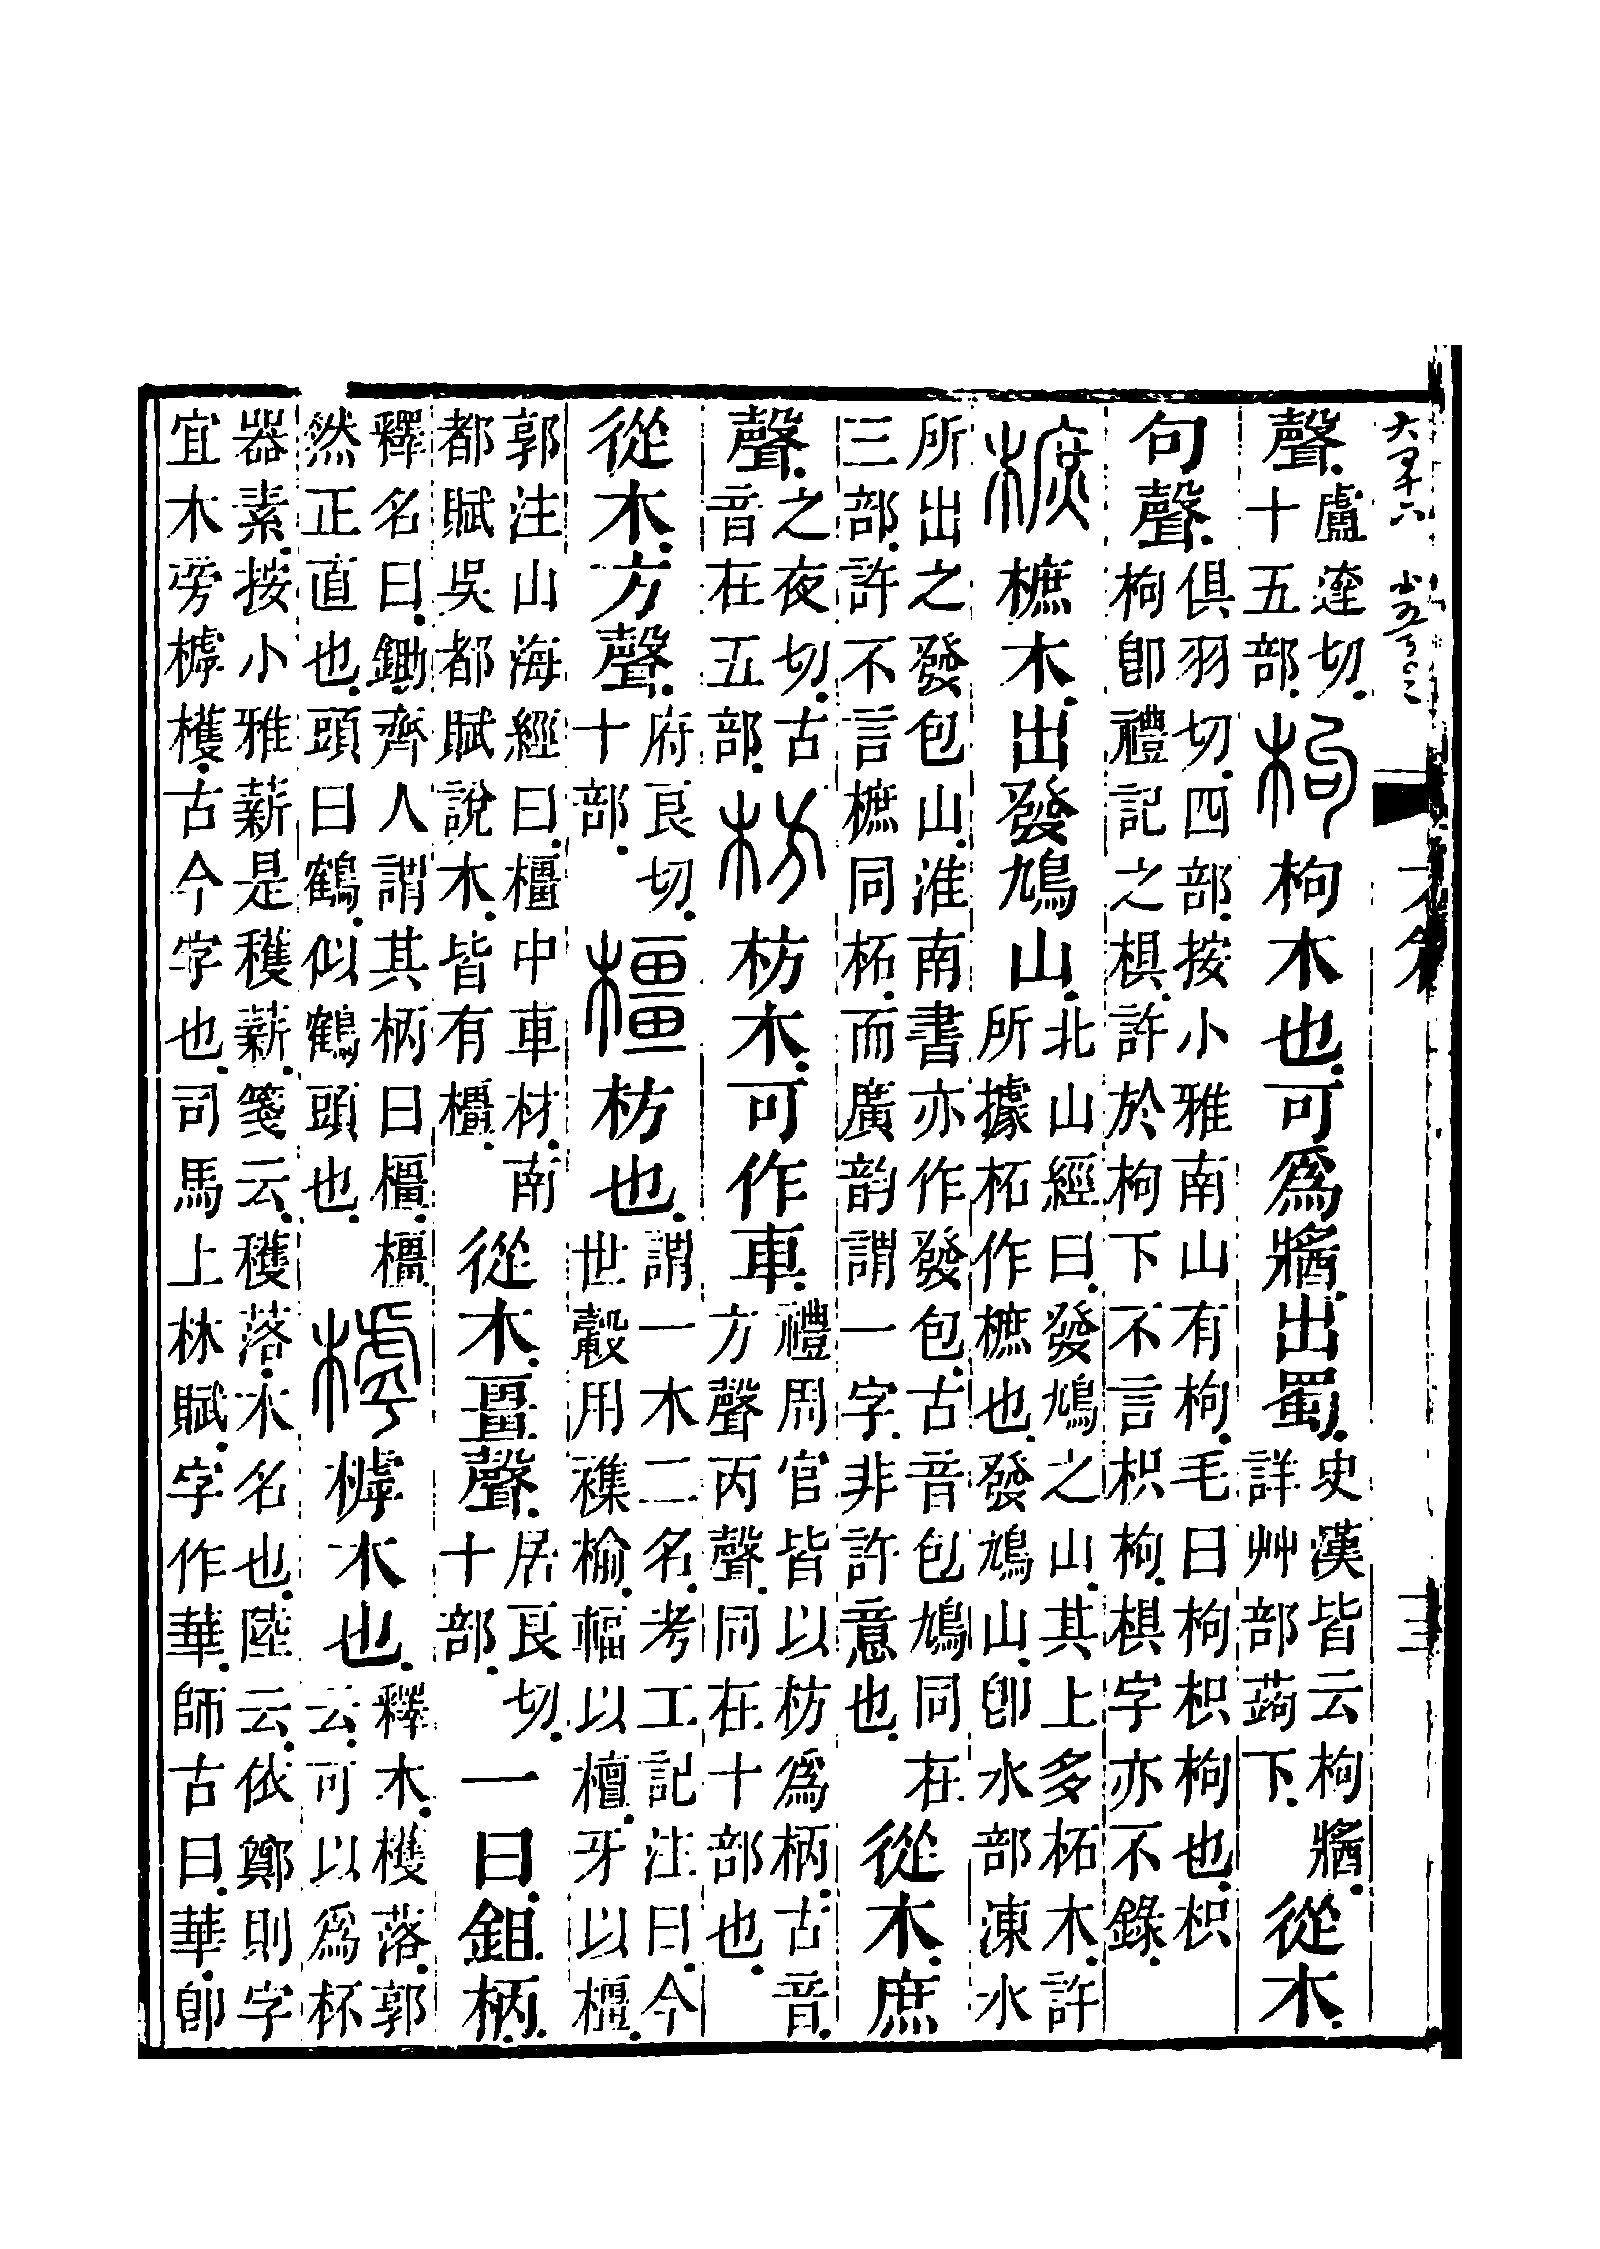 聲。盧達切。十五部。枸枸木也。可爲醬。出蜀。史漢皆云枸醬。詳艸部蒟下。從木。
句聲。俱羽切。四部。按小雅南山有枸。毛曰枸枳枸也。枳枸卽禮記之椇。許於枸下不言枳枸。椇字亦不錄。
樜樜木。出發鳩山。北山經曰。發鳩之山。其上多柘木。許所據柘作樜也。發鳩山。卽水部涷水
所出之發包山。淮南書亦作發包。古音包鳩同在三部。許不言樜同柘。而廣韵謂一字。非許意也。從木。庶
聲。之夜切。古音在五部。枋枋木。可作車。禮周官皆以枋爲柄。古音方聲丙聲。同在十部也。
從木。方聲。府良切。十部。橿枋也。謂一木二名。考工記注曰。今世轂用襍榆。輻以檀。牙以橿。
郭注山海經曰。橿中車材。南都賦吳都賦說木。皆有橿。從木。畺聲。居良切。十部。一曰鉏柄。
釋名曰。鋤齊人謂其柄曰橿。橿然正直也。頭曰鶴。似鶴頭也。㯉㯉木也。釋木。檴落。郭云。可以爲杯
器素。按小雅薪是穫薪。箋云。穫落。木名也。陸云。依鄭則字宜木旁。㯉檴。古今字也。司馬上林賦。字作華。師古曰。華卽